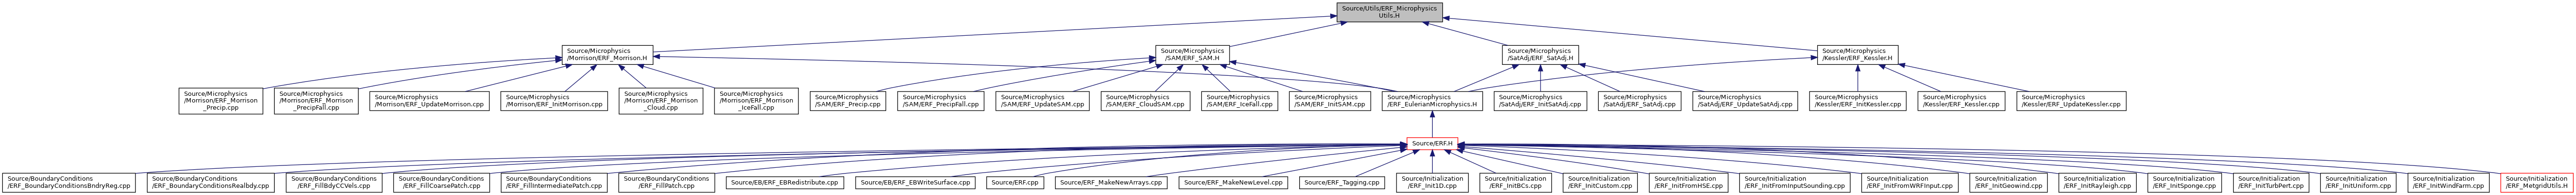 Source/Utils/ERF_Microphysics
Utils.H
Source/Microphysics
/Morrison/ERF_Morrison.H
Source/Microphysics
/SAM/ERF_SAM.H
Source/Microphysics
/SatAdj/ERF_SatAdj.H
Source/Microphysics
/Kessler/ERF_Kessler.H
Source/Microphysics
/Morrison/ERF_Morrison
_Precip.cpp
Source/Microphysics
/Morrison/ERF_Morrison
_PrecipFall.cpp
Source/Microphysics
/Morrison/ERF_UpdateMorrison.cpp
Source/Microphysics
/Morrison/ERF_InitMorrison.cpp
Source/Microphysics
/Morrison/ERF_Morrison
_Cloud.cpp
Source/Microphysics
/Morrison/ERF_Morrison
_IceFall.cpp
Source/Microphysics
/SAM/ERF_Precip.cpp
Source/Microphysics
/SAM/ERF_PrecipFall.cpp
Source/Microphysics
/SAM/ERF_UpdateSAM.cpp
Source/Microphysics
/SAM/ERF_CloudSAM.cpp
Source/Microphysics
/SAM/ERF_IceFall.cpp
Source/Microphysics
/SAM/ERF_InitSAM.cpp
Source/Microphysics
/ERF_EulerianMicrophysics.H
Source/Microphysics
/SatAdj/ERF_InitSatAdj.cpp
Source/Microphysics
/SatAdj/ERF_SatAdj.cpp
Source/Microphysics
/SatAdj/ERF_UpdateSatAdj.cpp
Source/Microphysics
/Kessler/ERF_InitKessler.cpp
Source/Microphysics
/Kessler/ERF_Kessler.cpp
Source/Microphysics
/Kessler/ERF_UpdateKessler.cpp
Source/ERF.H
Source/BoundaryConditions
/ERF_BoundaryConditionsBndryReg.cpp
Source/BoundaryConditions
/ERF_BoundaryConditionsRealbdy.cpp
Source/BoundaryConditions
/ERF_FillBdyCCVels.cpp
Source/BoundaryConditions
/ERF_FillCoarsePatch.cpp
Source/BoundaryConditions
/ERF_FillIntermediatePatch.cpp
Source/BoundaryConditions
/ERF_FillPatch.cpp
Source/EB/ERF_EBRedistribute.cpp
Source/EB/ERF_EBWriteSurface.cpp
Source/ERF.cpp
Source/ERF_MakeNewArrays.cpp
Source/ERF_MakeNewLevel.cpp
Source/ERF_Tagging.cpp
Source/Initialization
/ERF_Init1D.cpp
Source/Initialization
/ERF_InitBCs.cpp
Source/Initialization
/ERF_InitCustom.cpp
Source/Initialization
/ERF_InitFromHSE.cpp
Source/Initialization
/ERF_InitFromInputSounding.cpp
Source/Initialization
/ERF_InitFromWRFInput.cpp
Source/Initialization
/ERF_InitGeowind.cpp
Source/Initialization
/ERF_InitRayleigh.cpp
Source/Initialization
/ERF_InitSponge.cpp
Source/Initialization
/ERF_InitTurbPert.cpp
Source/Initialization
/ERF_InitUniform.cpp
Source/Initialization
/ERF_InitWindFarm.cpp
Source/Initialization
/ERF_MetgridUtils.H